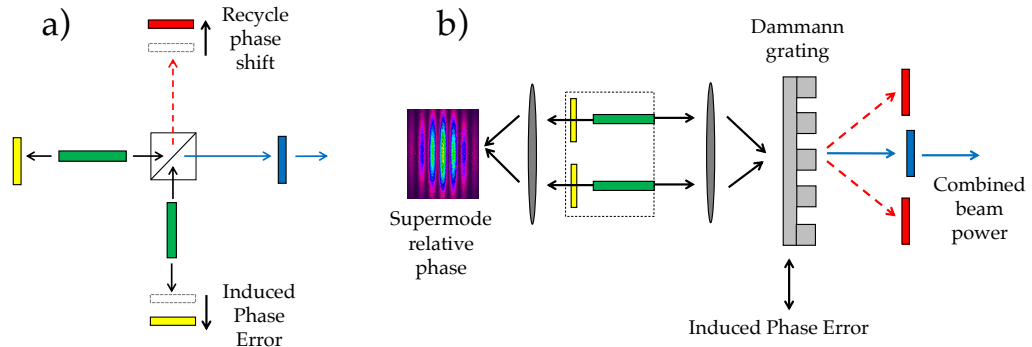 a)
Recycle
phase
shift
Induced
Phase
Error
b)
Dammann
grating
Supermode
relative
phase
Combined
beam
power
Induced Phase Error